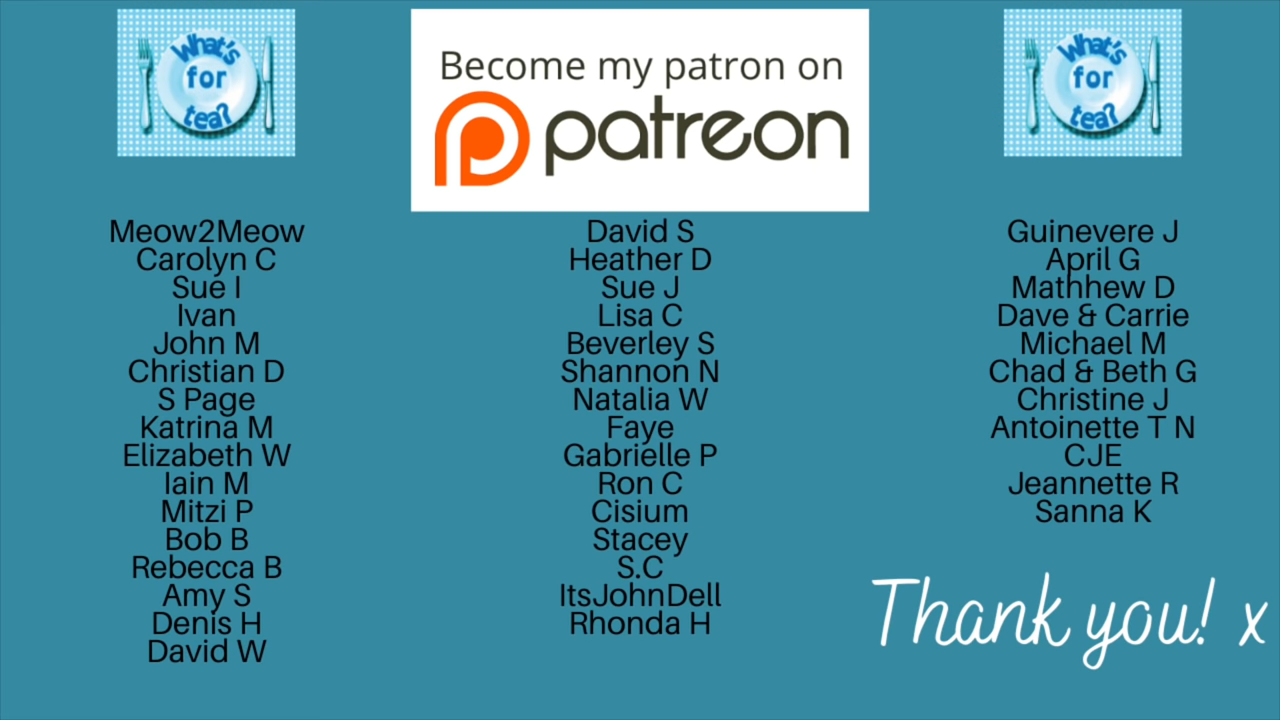 What's
for
tea?
Become my patron on
patreon
What's
for
tea?
Meow2Meow
Carolyn C
Sue I
Ivan
John M
Christian D
S Page
Katrina M
Elizabeth W
Iain M
Mitzi P
Bob B
Rebecca B
Amy S
Denis H
David W
David S
Heather D
Sue J
Lisa C
Beverley S
Shannon N
Natalia W
Faye
Gabrielle P
Ron C
Cisium
Stacey
S.C
ItsJohnDell
Rhonda H
Guinevere J
April G
Mathhew D
Dave & Carrie
Michael M
Chad & Beth G
Christine J
Antoinette T N
CJE
Jeannette R
Sanna K
Thank you! x